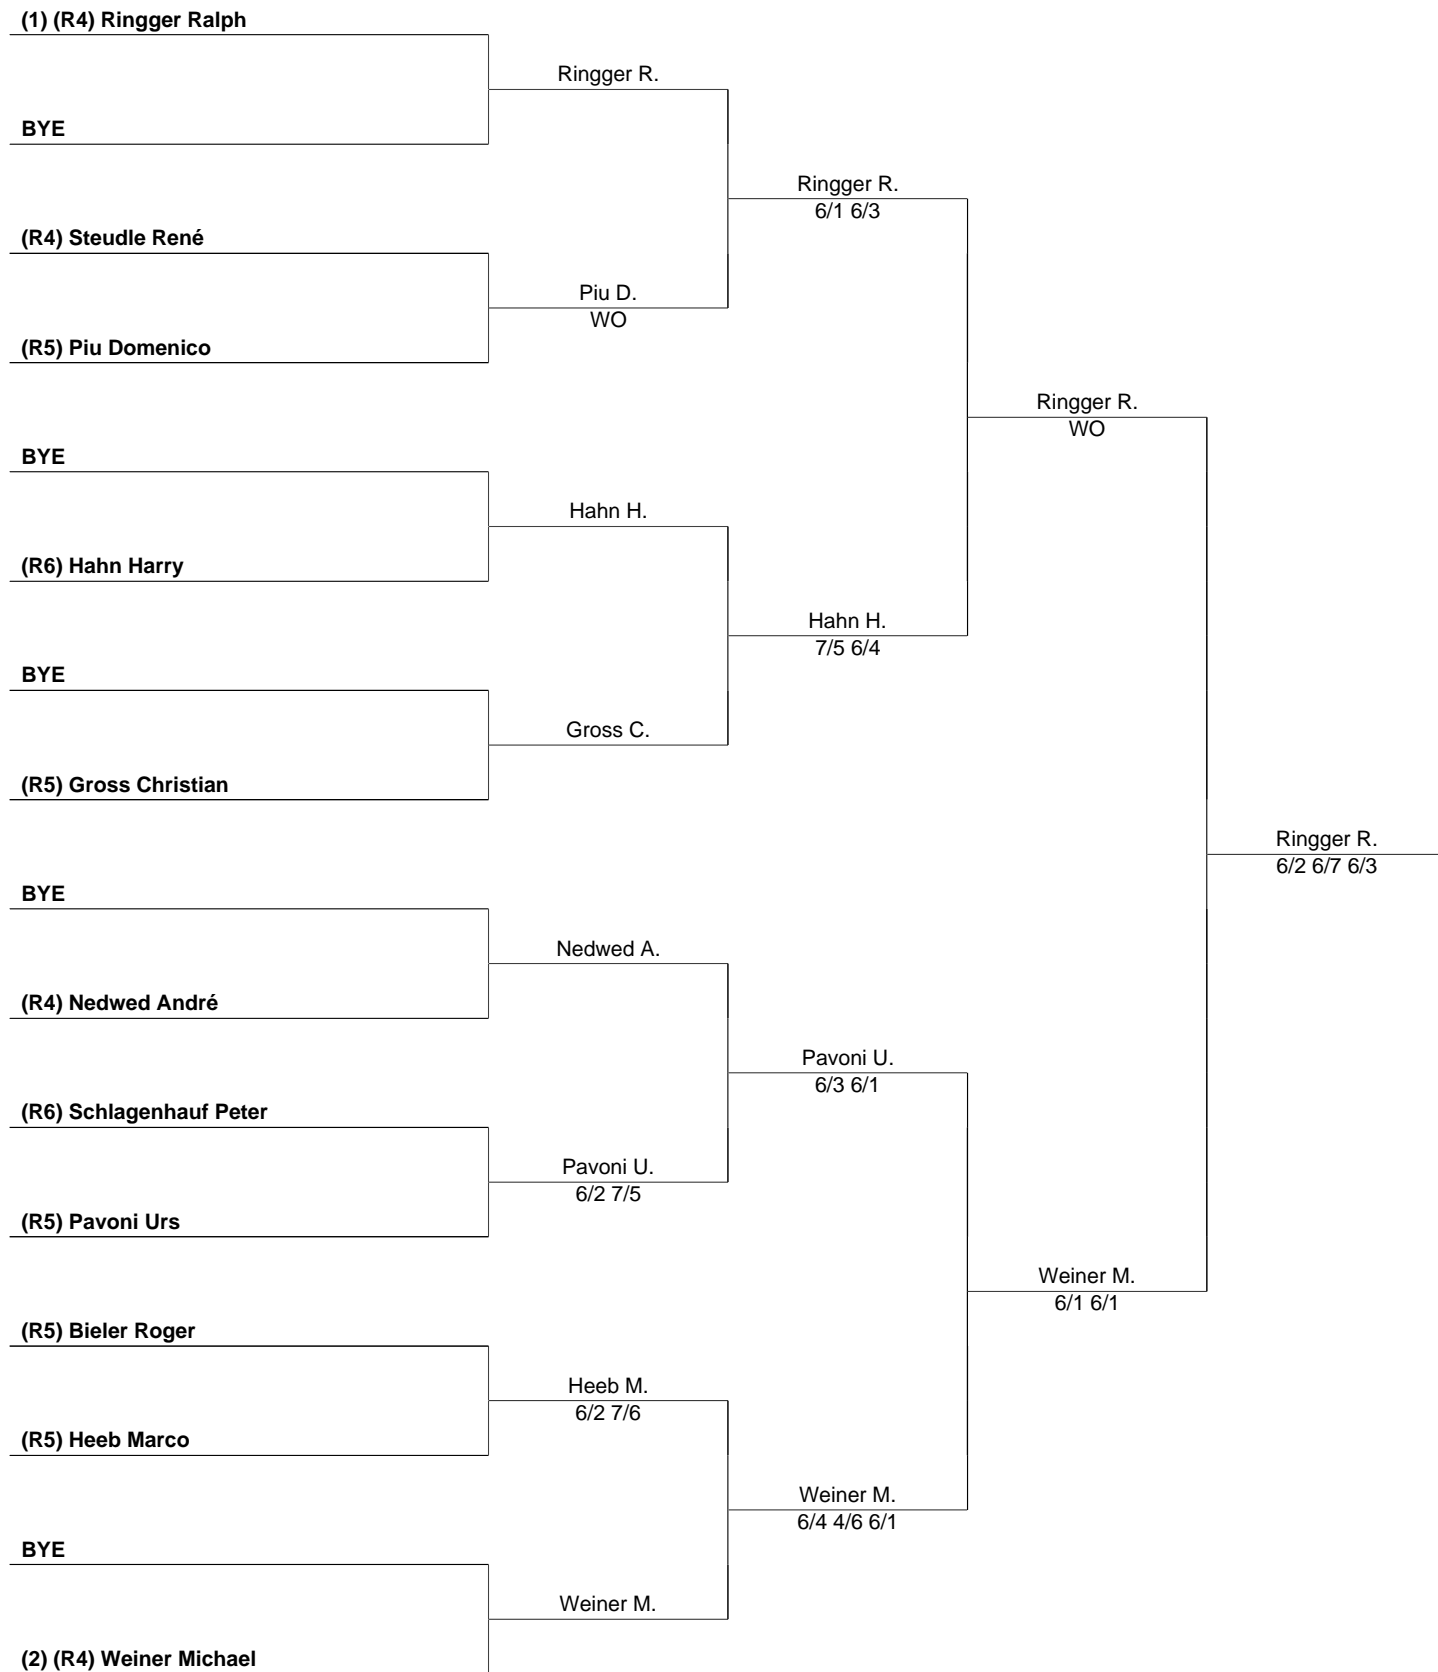 (1) (R4) Ringger Ralph
Ringger R.
BYE
Ringger R.
6/1 6/3
(R4) Steudle René
Piu D.
WO
(R5) Piu Domenico
Ringger R.
WO
BYE
Hahn H.
(R6) Hahn Harry
Hahn H.
7/5 6/4
BYE
Gross C.
(R5) Gross Christian
Ringger R.
6/2 6/7 6/3
BYE
Nedwed A.
(R4) Nedwed André
Pavoni U.
6/3 6/1
(R6) Schlagenhauf Peter
Pavoni U.
6/2 7/5
(R5) Pavoni Urs
Weiner M.
6/1 6/1
(R5) Bieler Roger
Heeb M.
6/2 7/6
(R5) Heeb Marco
Weiner M.
6/4 4/6 6/1
BYE
Weiner M.
(2) (R4) Weiner Michael